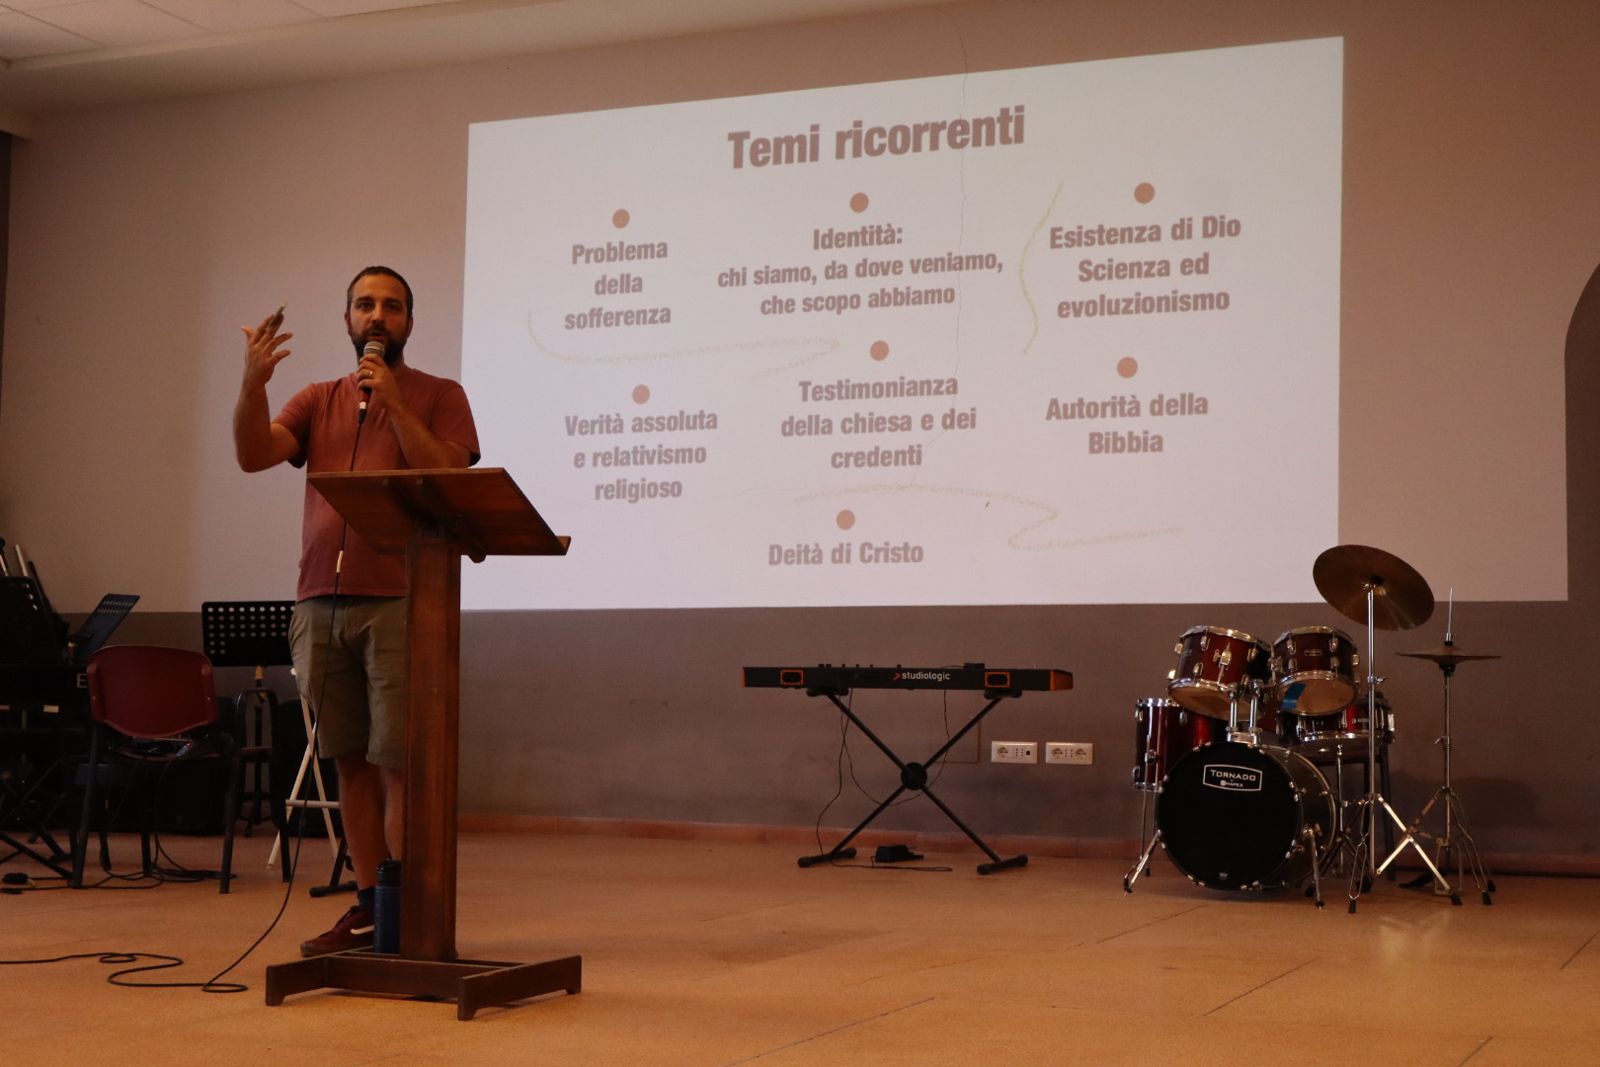 Temi ricorrenti
Problema
della
sofferenza
Identità:
chi siamo, da dove veniamo,
che scopo abbiamo
Esistenza di Dio
Scienza ed
evoluzionismo
Verità assoluta
e relativismo
religioso
Testimonianza
della chiesa e dei
credenti
Autorità della
Bibbia
Deità di Cristo
studiologic
TORNADO